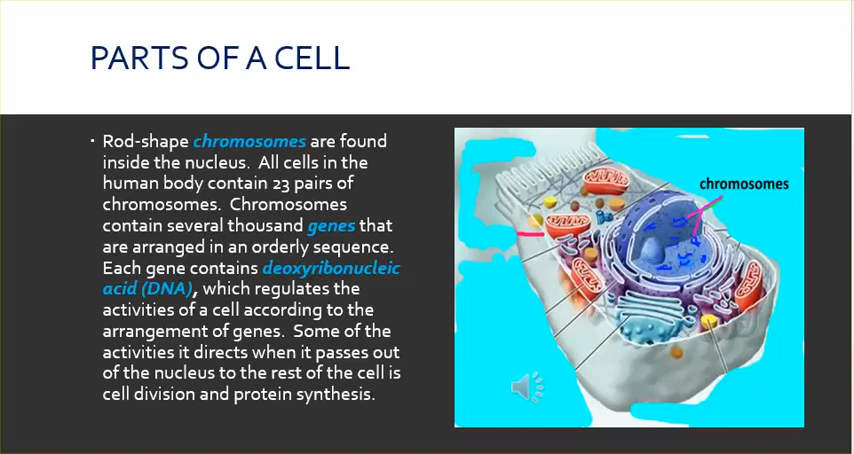 PARTS OF A CELL
▪ Rod-shape chromosomes are found
inside the nucleus. All cells in the
human body contain 23 pairs of
chromosomes. Chromosomes
contain several thousand genes that
are arranged in an orderly sequence.
Each gene contains deoxyribonucleic
acid (DNA), which regulates the
activities of a cell according to the
arrangement of genes. Some of the
activities it directs when it passes out
of the nucleus to the rest of the cell is
cell division and protein synthesis.
chromosomes